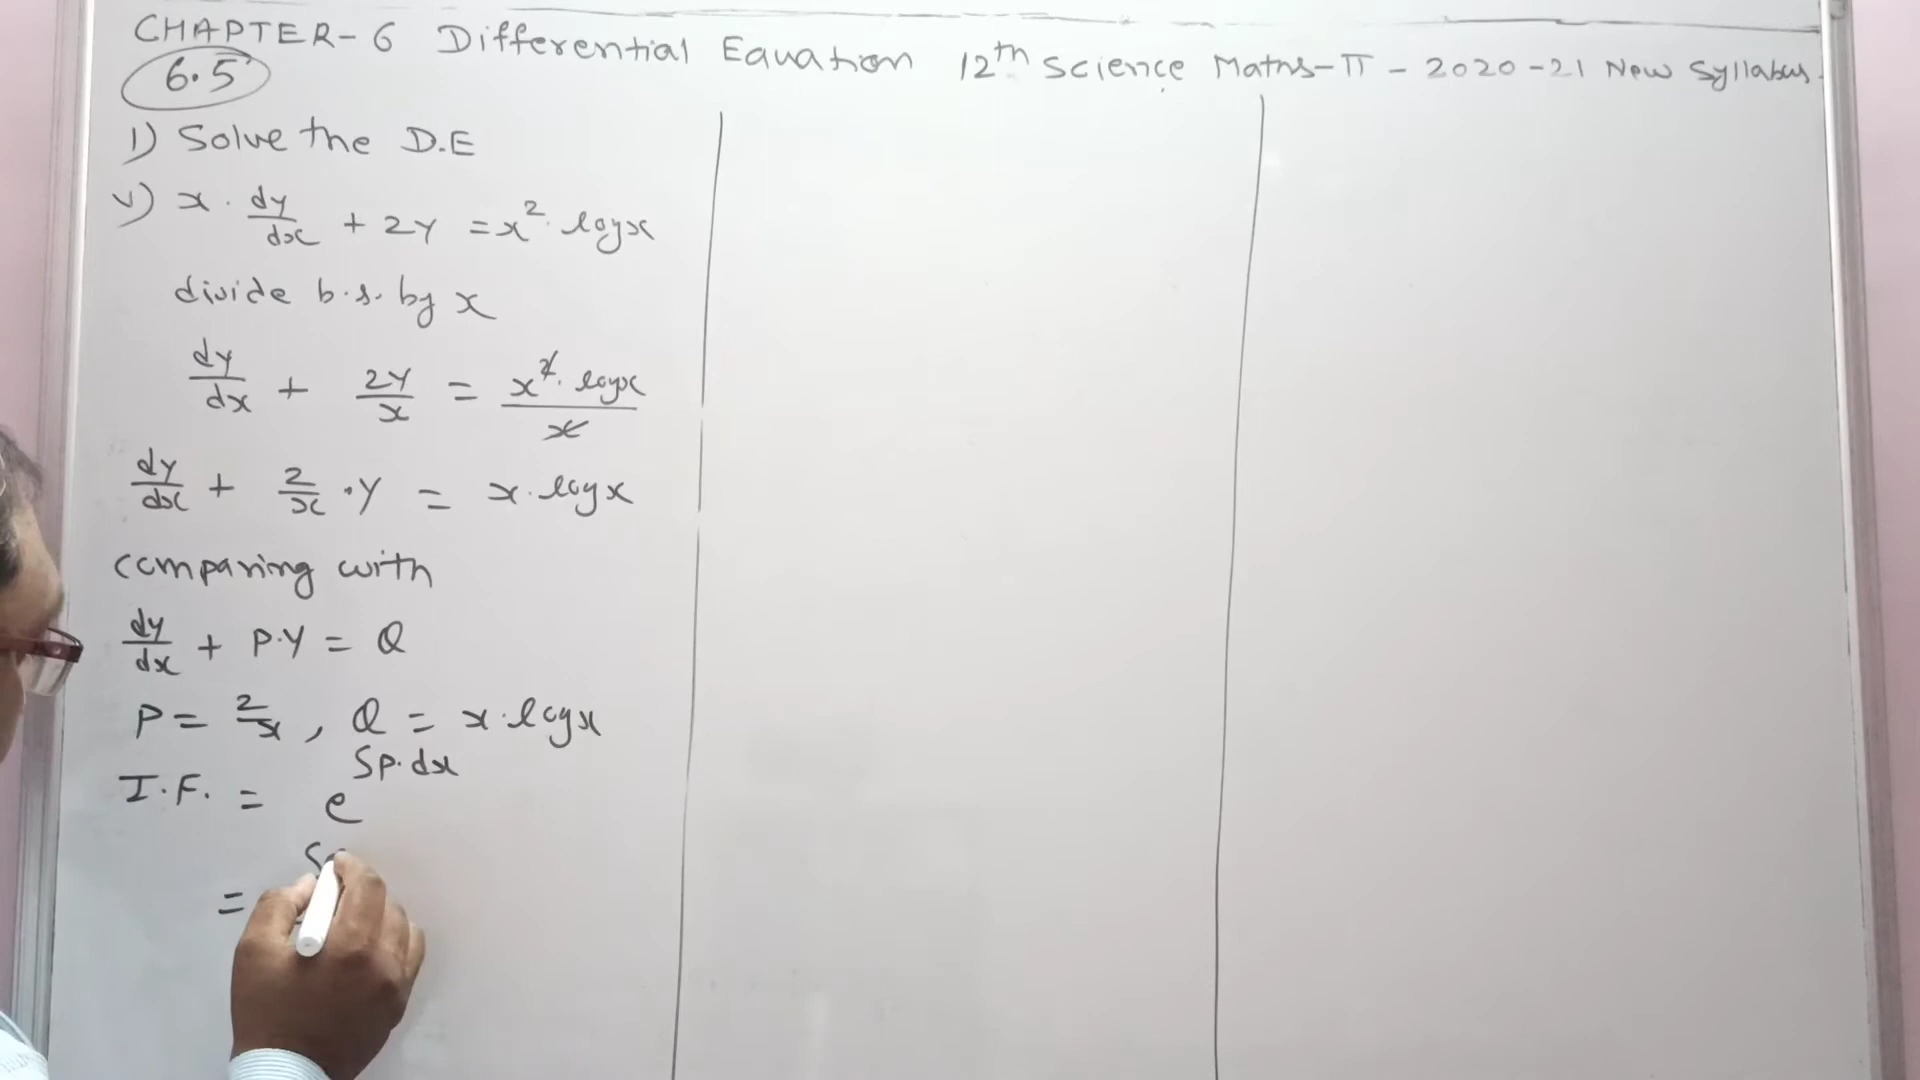 CHAPTER-6 Differential Equation 12th Science Maths-II - 2020-21 New Syllabus.
6.5
1) Solve the D.E
v) x · dy/dx + 2y = x² · logx
divide b.s. by x
dy/dx + 2y/x = x² · logx / x
dy/dx + 2/x · y = x · logx
comparing with
dy/dx + P·y = Q
P = 2/x , Q = x · logx
I.F. = e^∫P·dx
= ∫